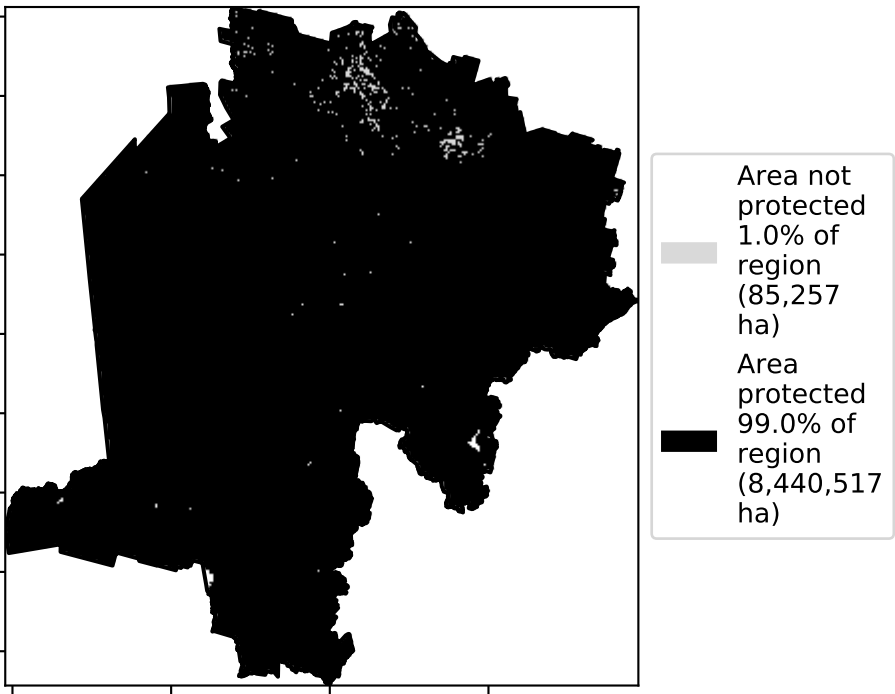 Area not
protected
1.0% of
region
(85,257
ha)
Area
protected
99.0% of
region
(8,440,517
ha)